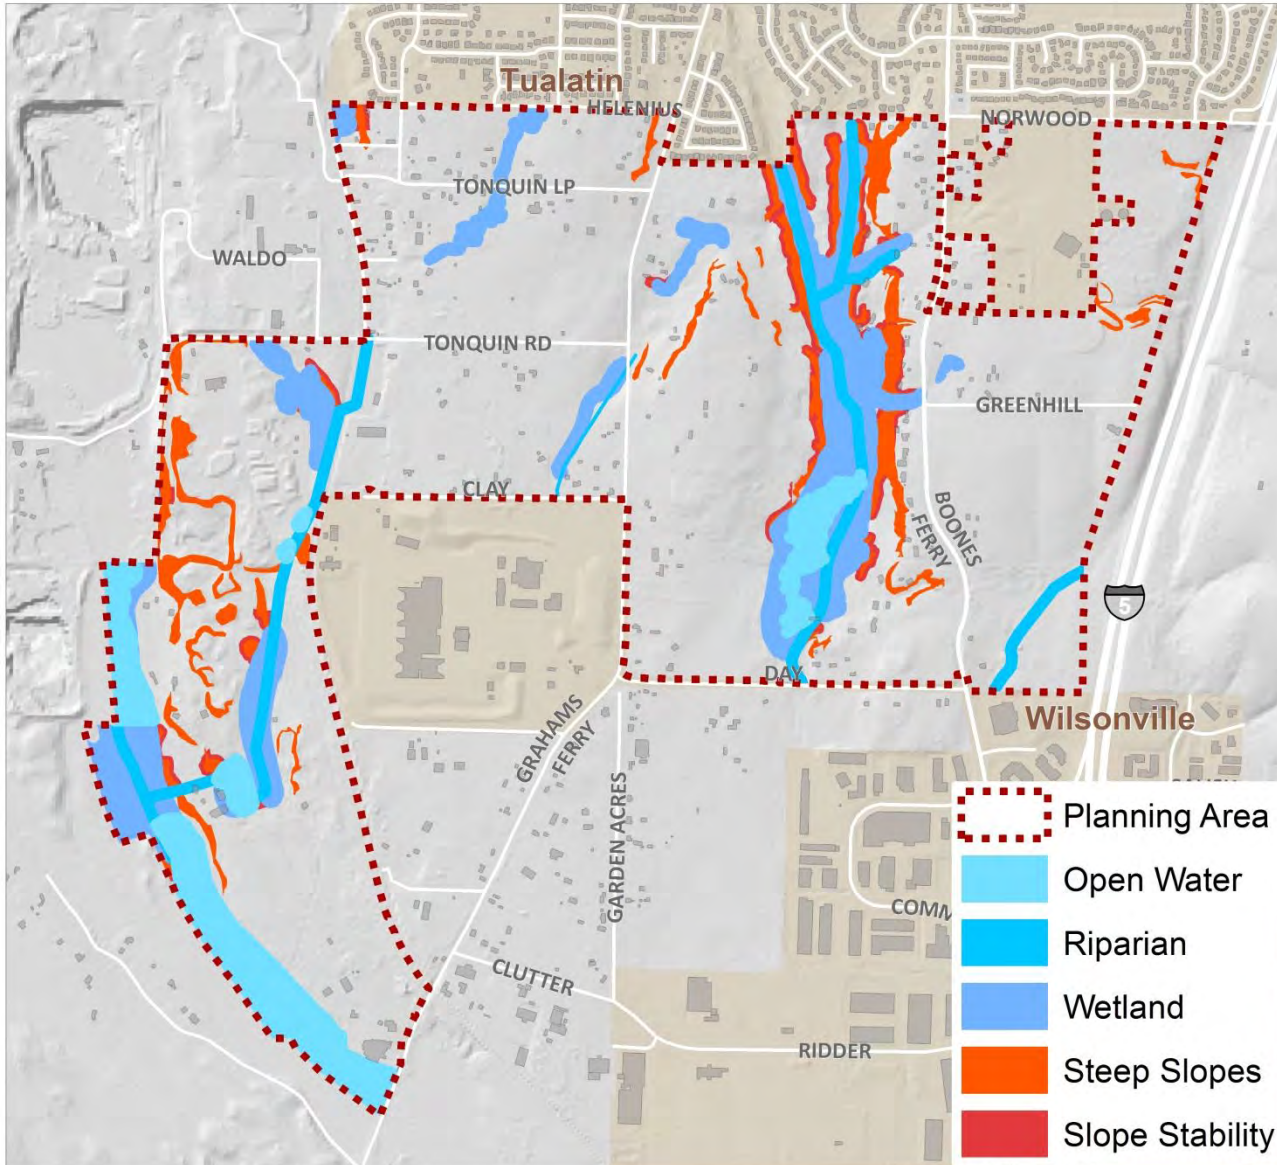 Tualatin
HELENIUS
NORWOOD
TONQUIN LP
WALDO
TONQUIN RD
GREENHILL
CLAY
BOONES
FERRY
5
DAY
Wilsonville
GRAHAMS
FERRY
GARDEN ACRES
CLUTTER
RIDDER
COMM
Planning Area
Open Water
Riparian
Wetland
Steep Slopes
Slope Stability